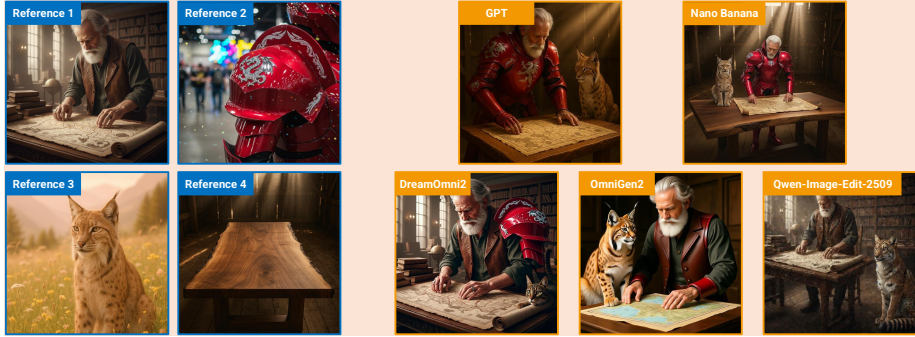 Reference 1
Reference 2
GPT
Nano Banana
Reference 3
Reference 4
DreamOmni2
OmniGen2
Qwen-Image-Edit-2509